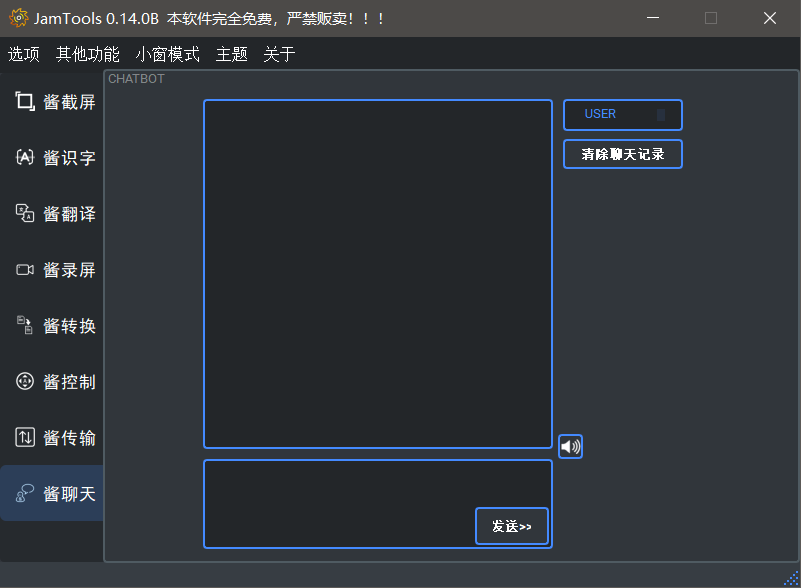 JamTools 0.14.0B 本软件完全免费，严禁贩卖！！！
选项 其他功能 小窗模式 主题 关于
酱截屏
酱识字
酱翻译
酱录屏
酱转换
酱控制
酱传输
酱聊天
CHATBOT
USER
清除聊天记录
发送>>